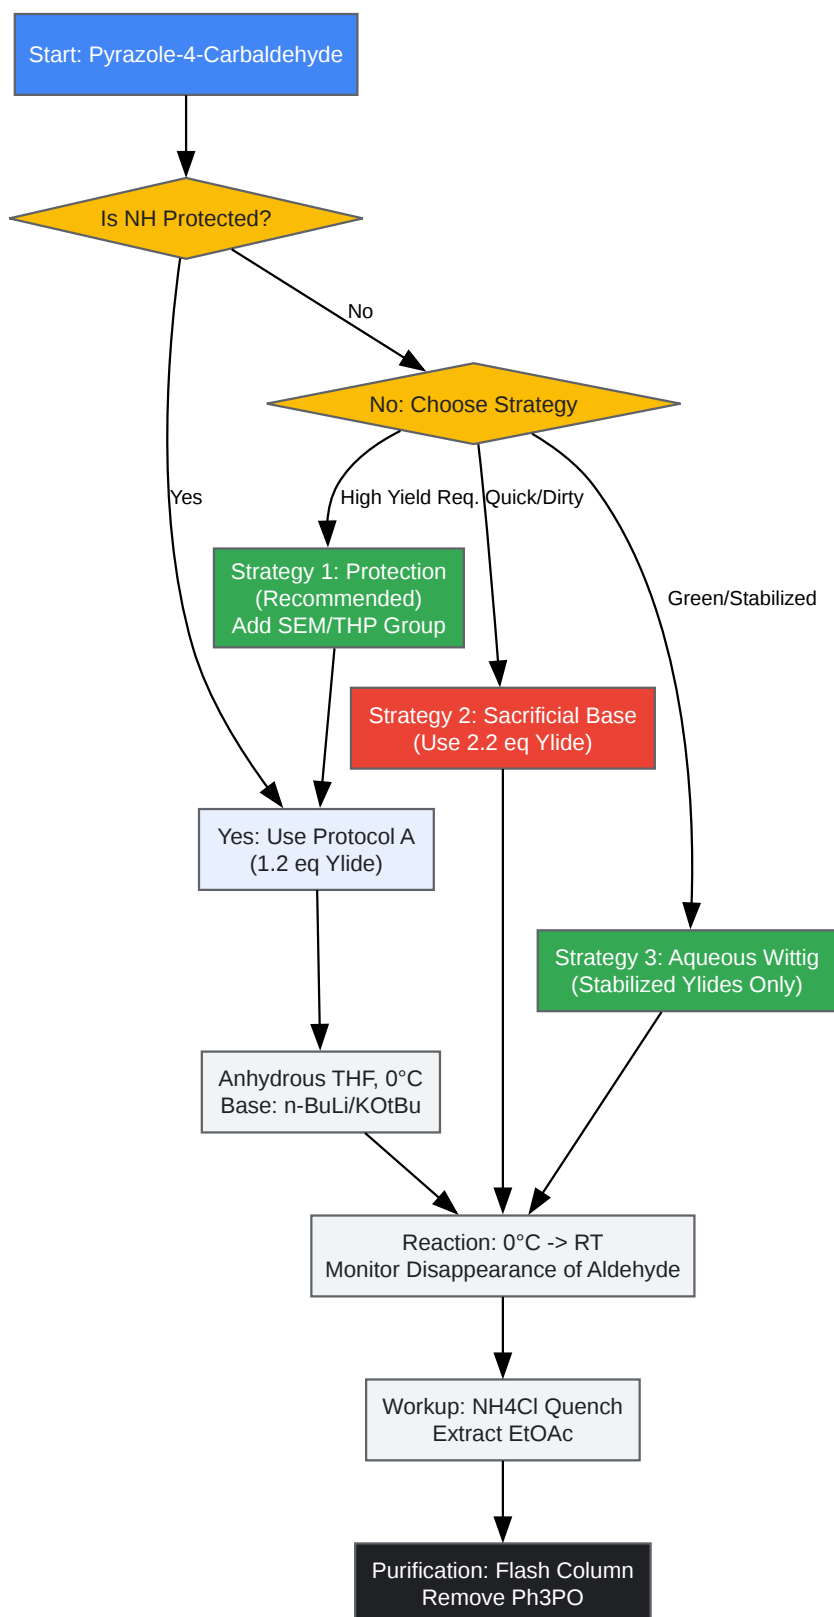 Start: Pyrazole-4-Carbaldehyde
Is NH Protected?
No
No: Choose Strategy
Yes
High Yield Req.
Quick/Dirty
Strategy 1: Protection
(Recommended)
Add SEM/THP Group
Green/Stabilized
Strategy 2: Sacrificial Base
(Use 2.2 eq Ylide)
Yes: Use Protocol A
(1.2 eq Ylide)
Strategy 3: Aqueous Wittig
(Stabilized Ylides Only)
Anhydrous THF, 0°C
Base: n-BuLi/KOtBu
Reaction: 0°C -> RT
Monitor Disappearance of Aldehyde
Workup: NH4Cl Quench
Extract EtOAc
Purification: Flash Column
Remove Ph3PO